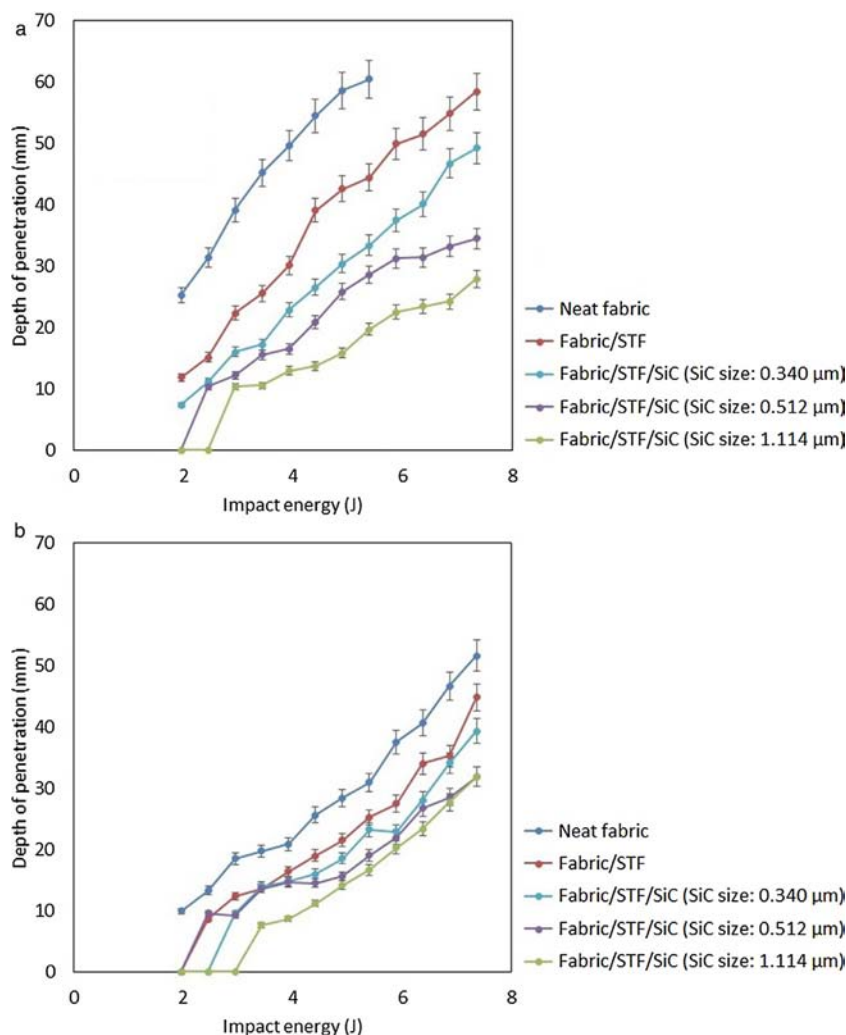 a
70
60
50
40
30
20
10
0
Depth of penetration (mm)
0 2 4 6 8
Impact energy (J)
Neat fabric
Fabric/STF
Fabric/STF/SiC (SiC size: 0.340 µm)
Fabric/STF/SiC (SiC size: 0.512 µm)
Fabric/STF/SiC (SiC size: 1.114 µm)
b
70
60
50
40
30
20
10
0
Depth of penetration (mm)
0 2 4 6 8
Impact energy (J)
Neat fabric
Fabric/STF
Fabric/STF/SiC (SiC size: 0.340 µm)
Fabric/STF/SiC (SiC size: 0.512 µm)
Fabric/STF/SiC (SiC size: 1.114 µm)